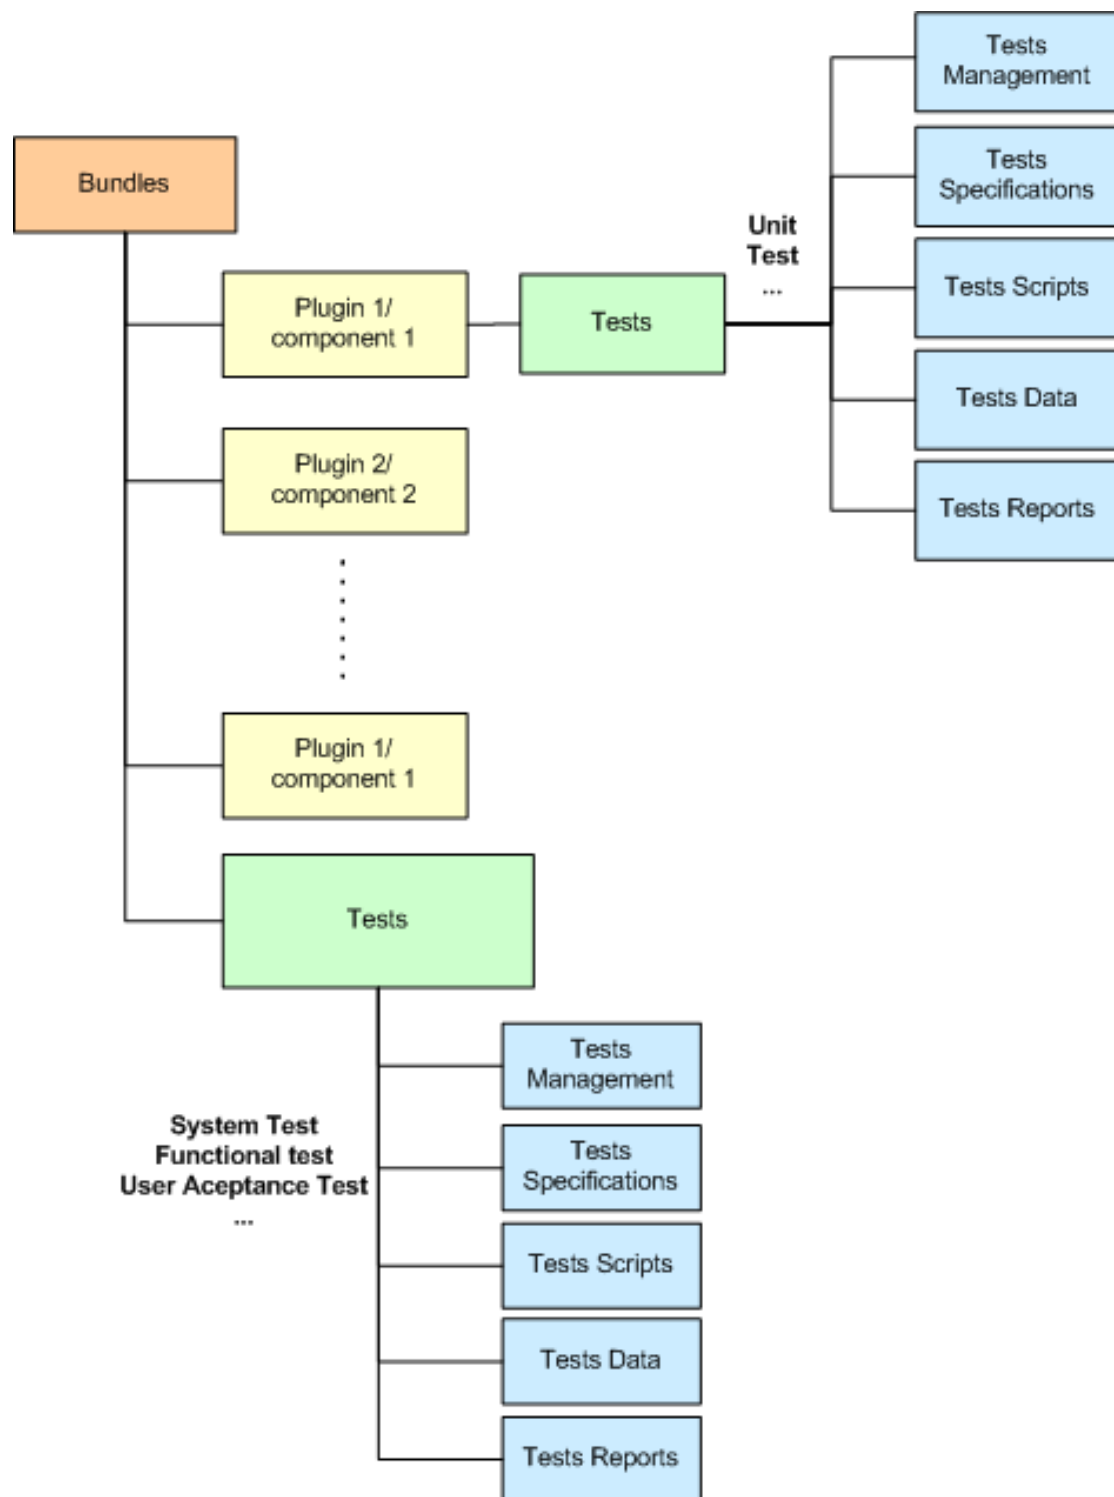 Tests
Management
Bundles
Tests
Specifications
Unit
Test
...
Plugin 1/
component 1
Tests
Tests Scripts
Tests Data
Plugin 2/
component 2
Tests Reports
Plugin 1/
component 1
Tests
Tests
Management
System Test
Functional test
User Aceptance Test
...
Tests
Specifications
Tests Scripts
Tests Data
Tests Reports